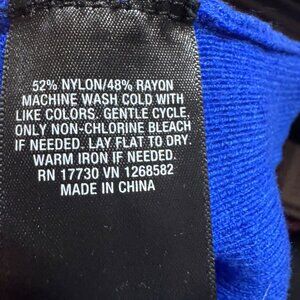 52% NYLON/48% RAYON
MACHINE WASH COLD WITH
LIKE COLORS. GENTLE CYCLE.
ONLY NON-CHLORINE BLEACH
IF NEEDED. LAY FLAT TO DRY.
WARM IRON IF NEEDED.
RN 17730 VN 1268582
MADE IN CHINA